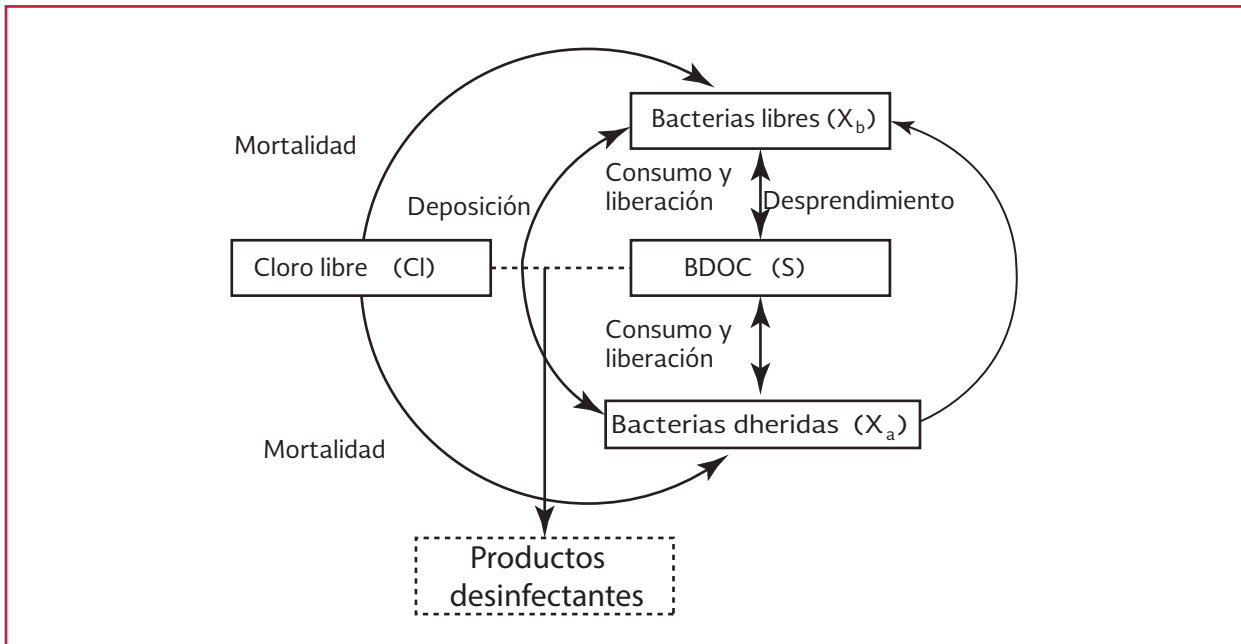 Bacterias libres (X_b)
Mortalidad
Consumo y
liberación
Deposición
Desprendimiento
Cloro libre (Cl)
BDOC (S)
Consumo y
liberación
Bacterias dheridas (X_a)
Mortalidad
Productos
desinfectantes